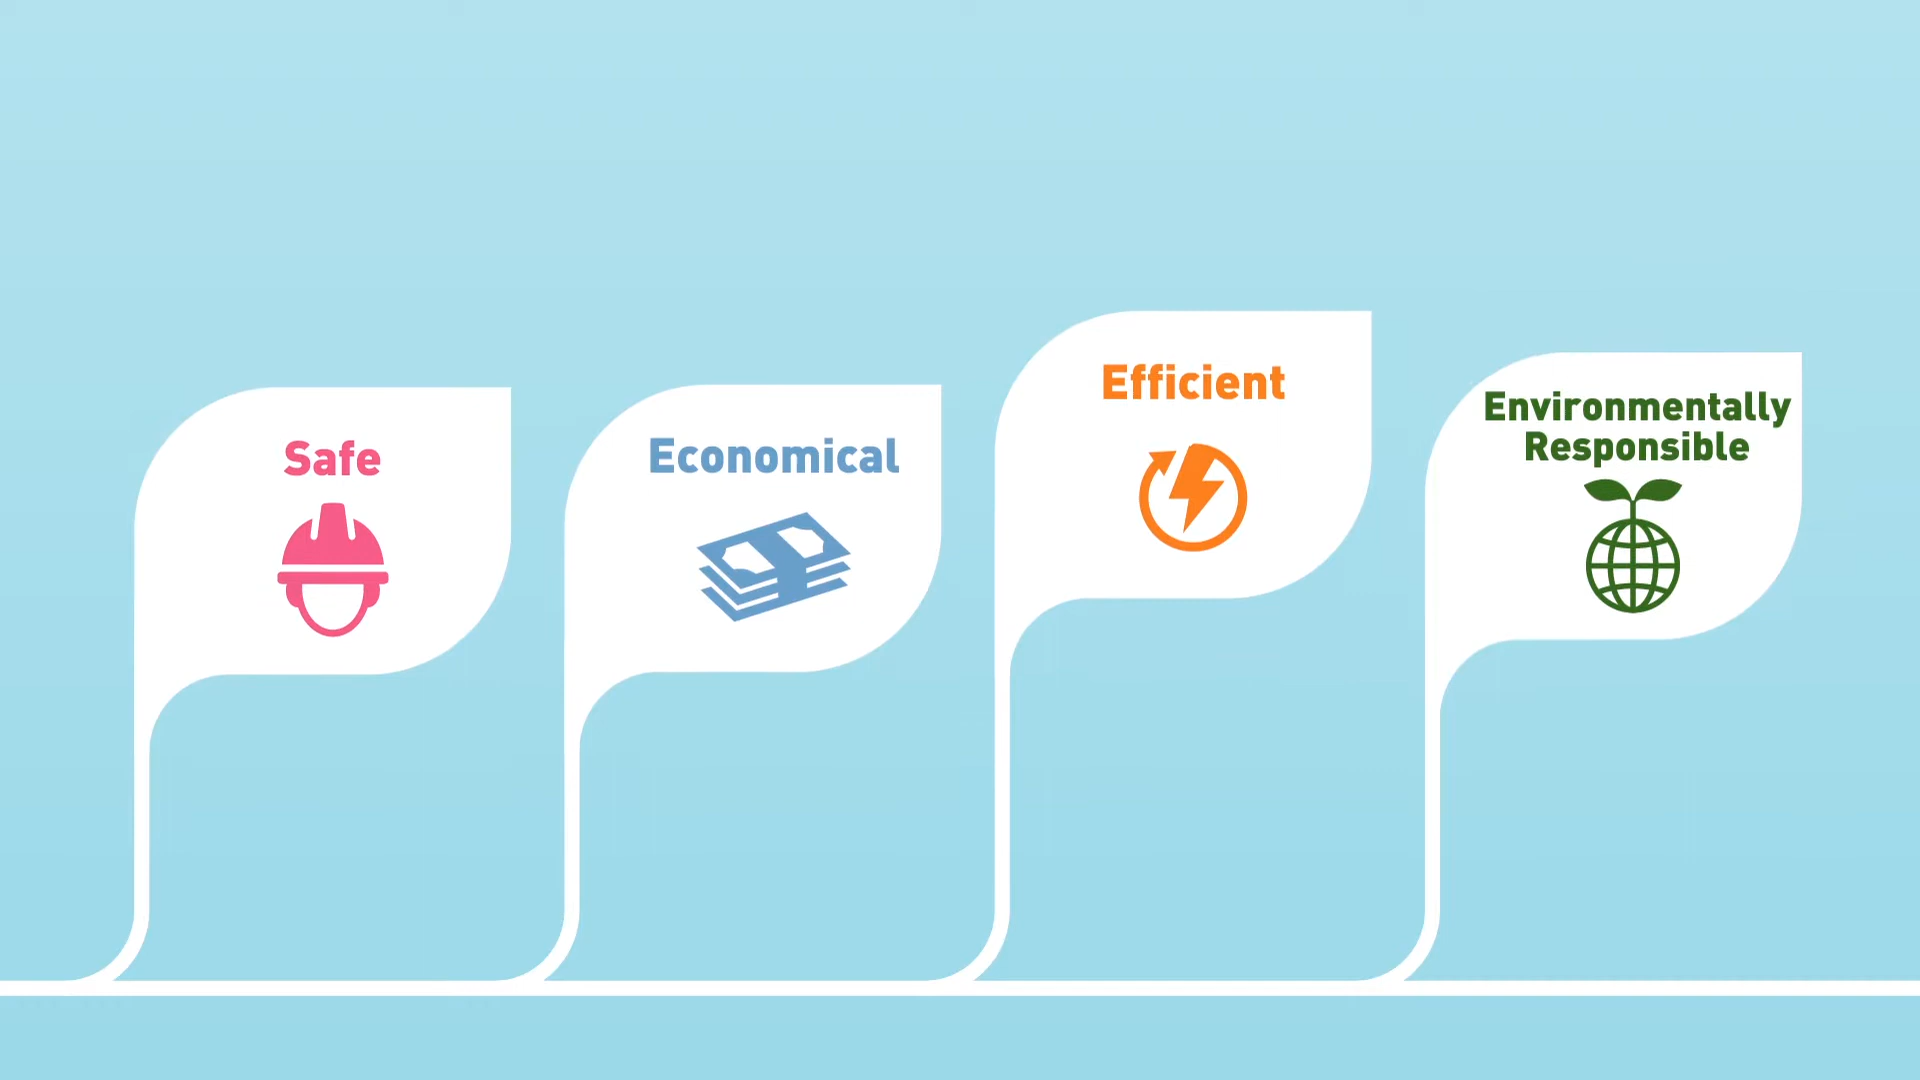 Safe
Economical
Efficient
Environmentally
Responsible